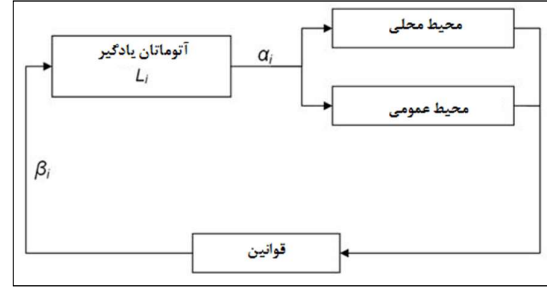 محیط محلی
آتوماتان یادگیر
Li
αi
محیط عمومی
βi
قوانین